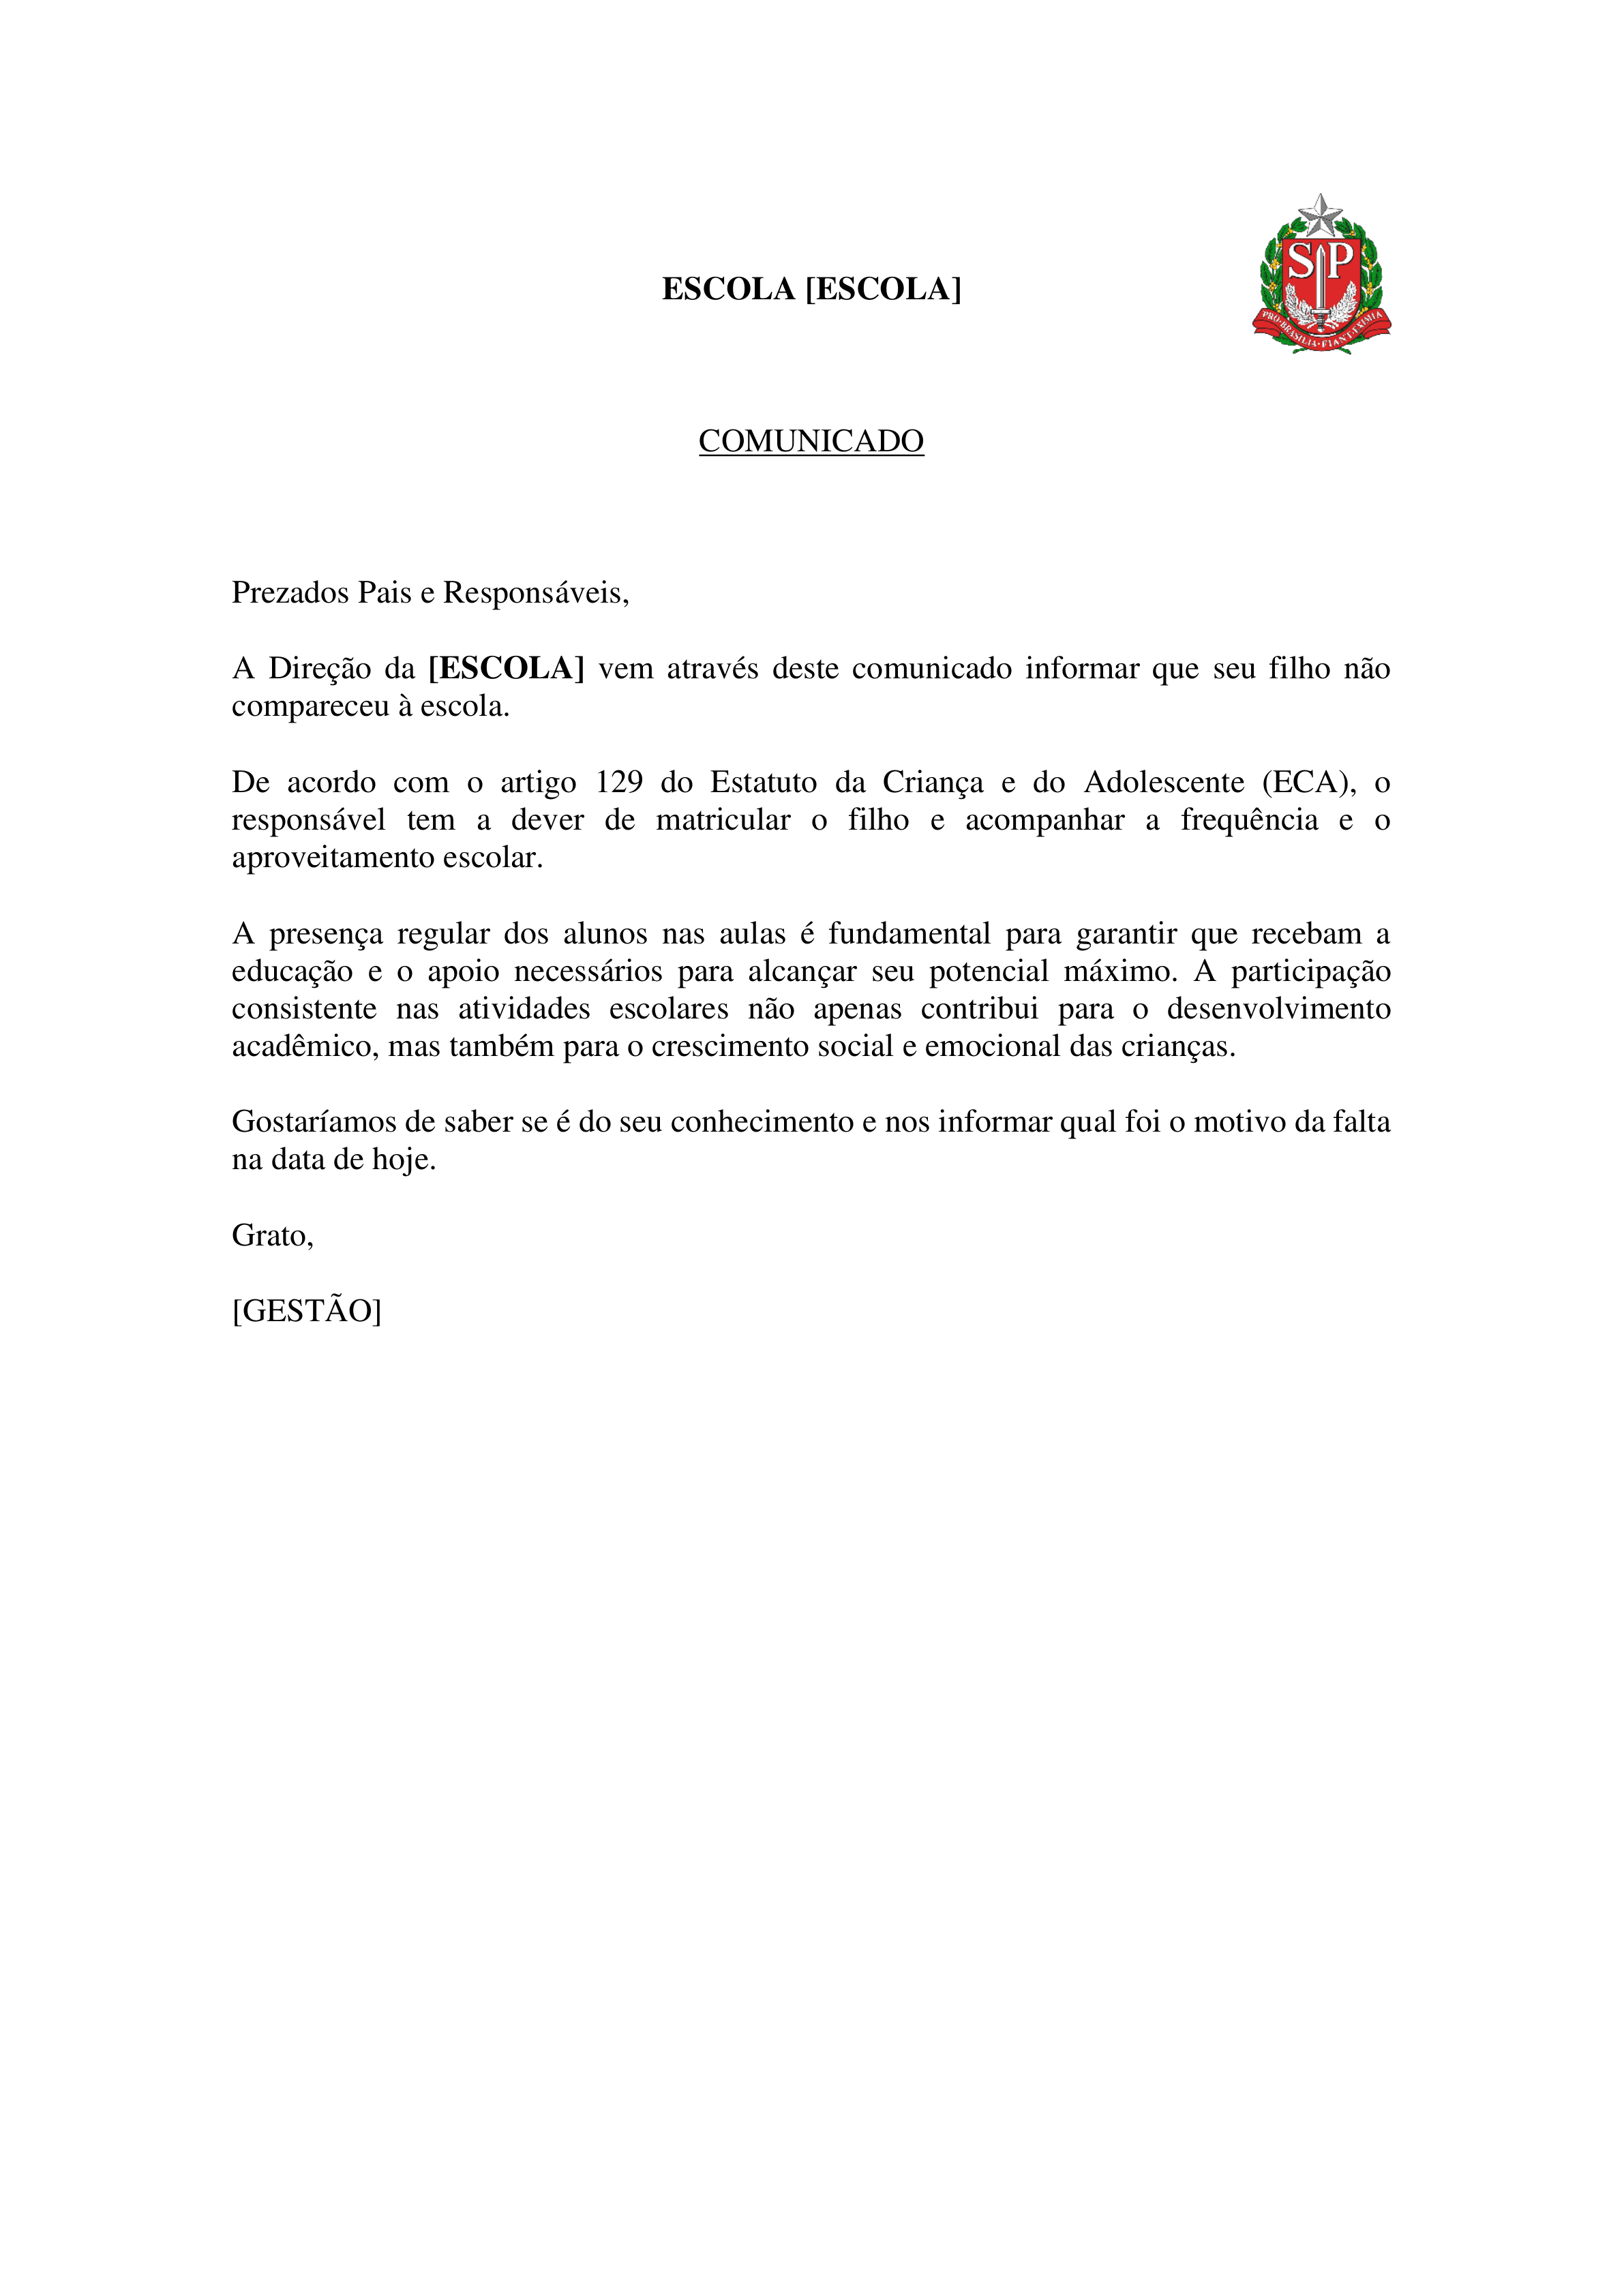 ESCOLA [ESCOLA]
SP
PRO·BRASILIA·FIANT·EXIMIA
COMUNICADO
Prezados Pais e Responsáveis,
A Direção da [ESCOLA] vem através deste comunicado informar que seu filho não
compareceu à escola.
De acordo com o artigo 129 do Estatuto da Criança e do Adolescente (ECA), o
responsável tem a dever de matricular o filho e acompanhar a frequência e o
aproveitamento escolar.
A presença regular dos alunos nas aulas é fundamental para garantir que recebam a
educação e o apoio necessários para alcançar seu potencial máximo. A participação
consistente nas atividades escolares não apenas contribui para o desenvolvimento
acadêmico, mas também para o crescimento social e emocional das crianças.
Gostaríamos de saber se é do seu conhecimento e nos informar qual foi o motivo da falta
na data de hoje.
Grato,
[GESTÃO]